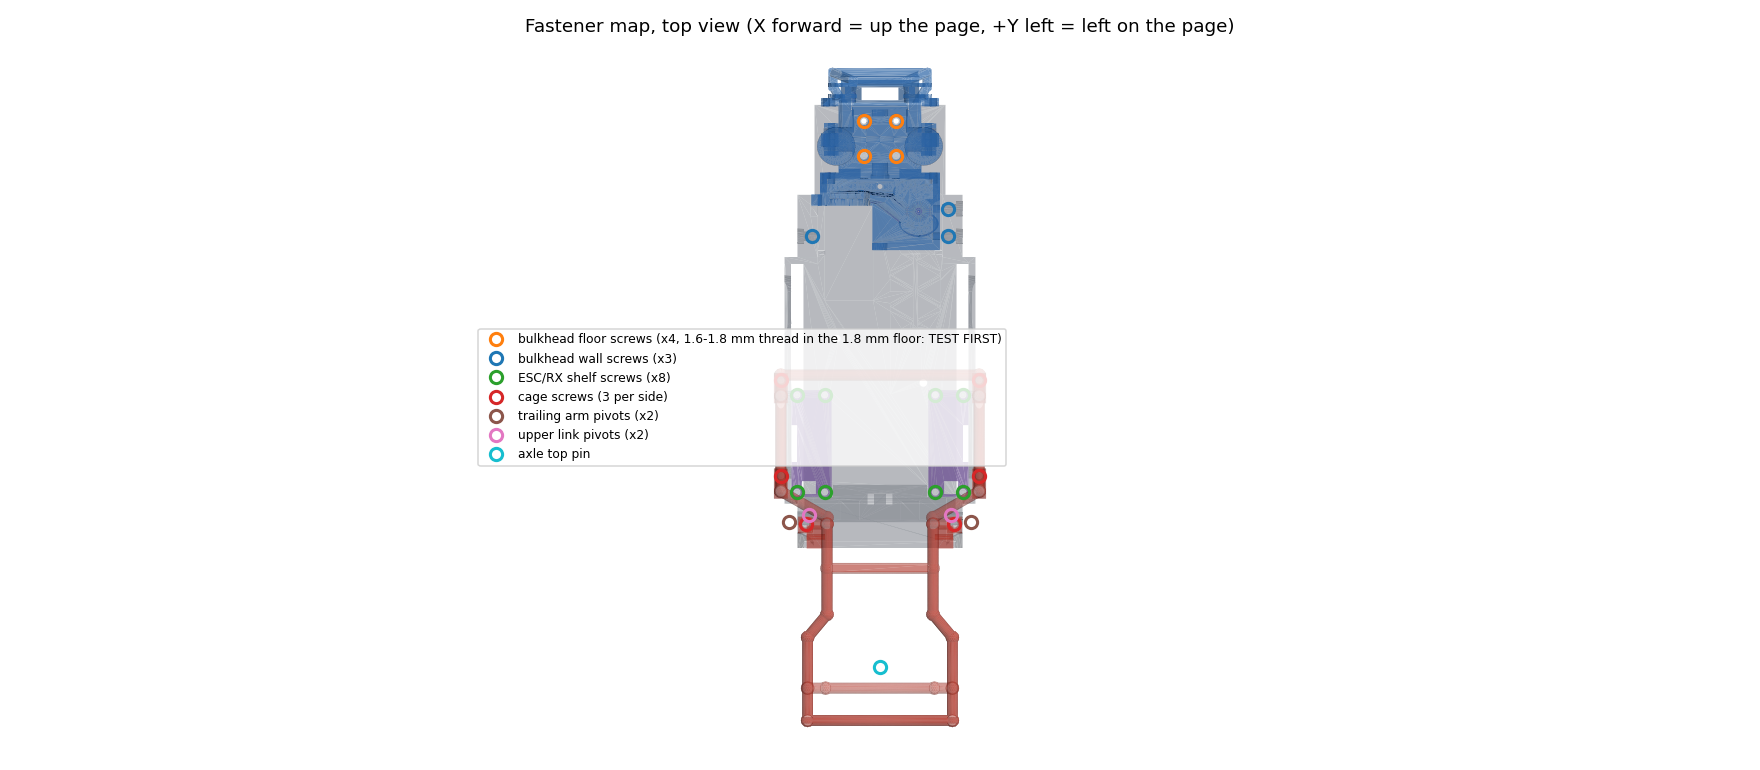 Fastener map, top view (X forward = up the page, +Y left = left on the page)
bulkhead floor screws (x4, 1.6-1.8 mm thread in the 1.8 mm floor: TEST FIRST)
bulkhead wall screws (x3)
ESC/RX shelf screws (x8)
cage screws (3 per side)
trailing arm pivots (x2)
upper link pivots (x2)
axle top pin